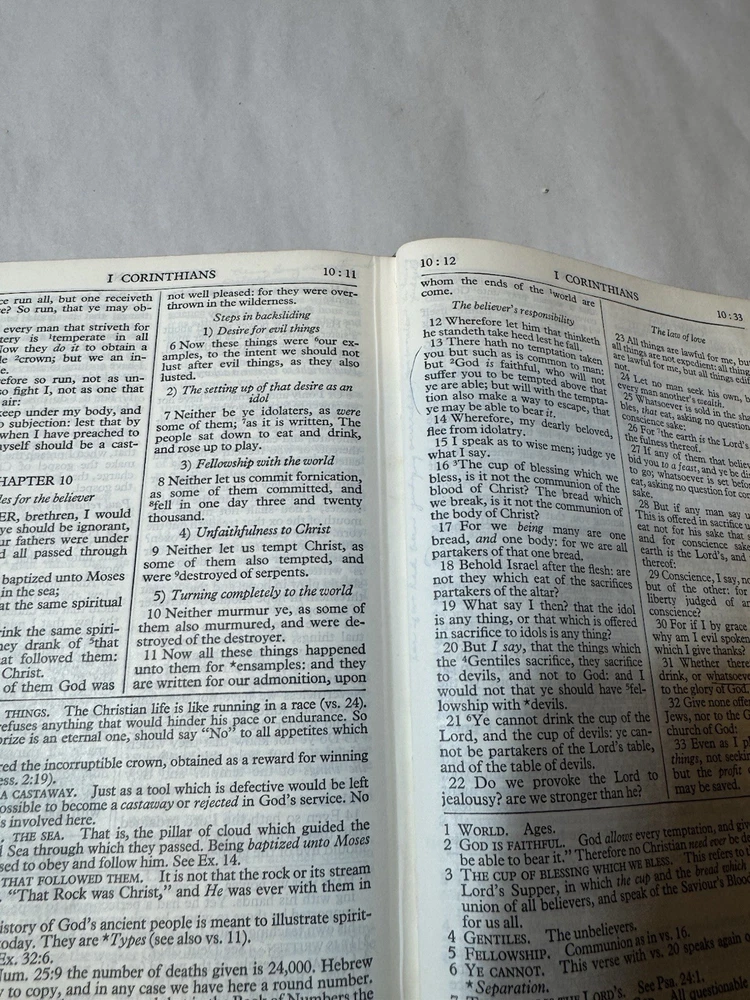 I CORINTHIANS 10 : 11
run all, but one receiveth
? So run, that ye may ob-
every man that striveth for
tery is ¹temperate in all
Now they do it to obtain a
²crown; but we an in-
so run, not as un-
fight I, not as one that
air:
keep under my body, and
subjection: lest that by
when I have preached to
myself should be a cast-
CHAPTER 10
for the believer
brethren, I would
ye should be ignorant,
our fathers were under
all passed through
baptized unto Moses
in the sea;
at the same spiritual
the same spiri-
they drank of ⁵that
that followed them:
Christ.
of them God was
not well pleased: for they were over-
thrown in the wilderness.
Steps in backsliding
1) Desire for evil things
6 Now these things were ⁶our ex-
amples, to the intent we should not
lust after evil things, as they also
lusted.
2) The setting up of that desire as an
idol
7 Neither be ye idolaters, as were
some of them; ⁷as it is written, The
people sat down to eat and drink,
and rose up to play.
3) Fellowship with the world
8 Neither let us commit fornication,
as some of them committed, and
⁸fell in one day three and twenty
thousand.
4) Unfaithfulness to Christ
9 Neither let us tempt Christ, as
some of them also tempted, and
were ⁹destroyed of serpents.
5) Turning completely to the world
10 Neither murmur ye, as some of
them also murmured, and were de-
stroyed of the destroyer.
11 Now all these things happened
unto them for *ensamples: and they
are written for our admonition, upon
THINGS. The Christian life is like running in a race (vs. 24).
refuses anything that would hinder his pace or endurance. So
prize is an eternal one, should say “No” to all appetites which
the incorruptible crown, obtained as a reward for winning
2:19).
A CASTAWAY. Just as a tool which is defective would be left
possible to become a castaway or rejected in God's service. No
is involved here.
THE SEA. That is, the pillar of cloud which guided the
Sea through which they passed. Being baptized unto Moses
to obey and follow him. See Ex. 14.
THAT FOLLOWED THEM. It is not the rock or its stream
“That Rock was Christ,” and He was ever with them in
history of God's ancient people is meant to illustrate spirit-
today. They are *Types (see also vs. 11).
Ex. 32:6.
Num. 25:9 the number of deaths given is 24,000. Hebrew
to copy, and in any case we have here a round number.
the Book of Numbers the
10 : 12 I CORINTHIANS 10 : 33
whom the ends of the ¹world are
come.
The believer's responsibility
12 Wherefore let him that thinketh
he standeth take heed lest he fall.
13 There hath no temptation taken
you but such as is common to man:
but ²God is faithful, who will not
suffer you to be tempted above that
ye are able; but will with the tempta-
tion also make a way to escape, that
ye may be able to bear it.
14 Wherefore, my dearly beloved,
flee from idolatry.
15 I speak as to wise men; judge ye
what I say.
16 ³The cup of blessing which we
bless, is it not the communion of the
blood of Christ? The bread which
we break, is it not the communion of
the body of Christ?
17 For we being many are one
bread, and one body: for we are all
partakers of that one bread.
18 Behold Israel after the flesh: are
not they which eat of the sacrifices
partakers of the altar?
19 What say I then? that the idol
is any thing, or that which is offered
in sacrifice to idols is any thing?
20 But I say, that the things which
the ⁴Gentiles sacrifice, they sacrifice
to devils, and not to God: and I
would not that ye should have ⁵fel-
lowship with *devils.
21 ⁶Ye cannot drink the cup of the
Lord, and the cup of devils: ye can-
not be partakers of the Lord's table,
and of the table of devils.
22 Do we provoke the Lord to
jealousy? are we stronger than he?
The law of love
23 All things are lawful for me, but
all things are not expedient: all things
are lawful for me, but all things edify
not.
24 Let no man seek his own, but
every man another's wealth.
25 Whatsoever is sold in the
bles, that eat, asking no question
conscience sake:
26 For ⁷the earth is the Lord's
the fulness thereof.
27 If any of them that believe
bid you to a feast, and ye be
to go; whatsoever is set before
eat, asking no question for
sake.
28 But if any man say
This is offered in sacrifice
eat not for his sake that
and for conscience sake
earth is the Lord's, and
thereof:
29 Conscience, I say, not
but of the other: for
liberty judged of
conscience?
30 For if I by grace
why am I evil spoken
which I give thanks?
31 Whether
drink, or whatsoever
to the glory of God.
32 Give none
Jews, nor to the
church of God:
33 Even as I
things, not seeking
but the profit
may be saved.
1 WORLD. Ages.
2 GOD IS FAITHFUL. God allows every temptation, and
be able to bear it.” Therefore no Christian need ever be
3 THE CUP OF BLESSING WHICH WE BLESS. This refers to
Lord's Supper, in which the cup and the bread which
union of all believers, and speak of the Saviour's
for us all.
4 GENTILES. The unbelievers.
5 FELLOWSHIP. Communion as in vs. 16.
6 YE CANNOT. This verse with vs. 20 speaks again
*Separation.
LORD'S. See Psa. 24:1.